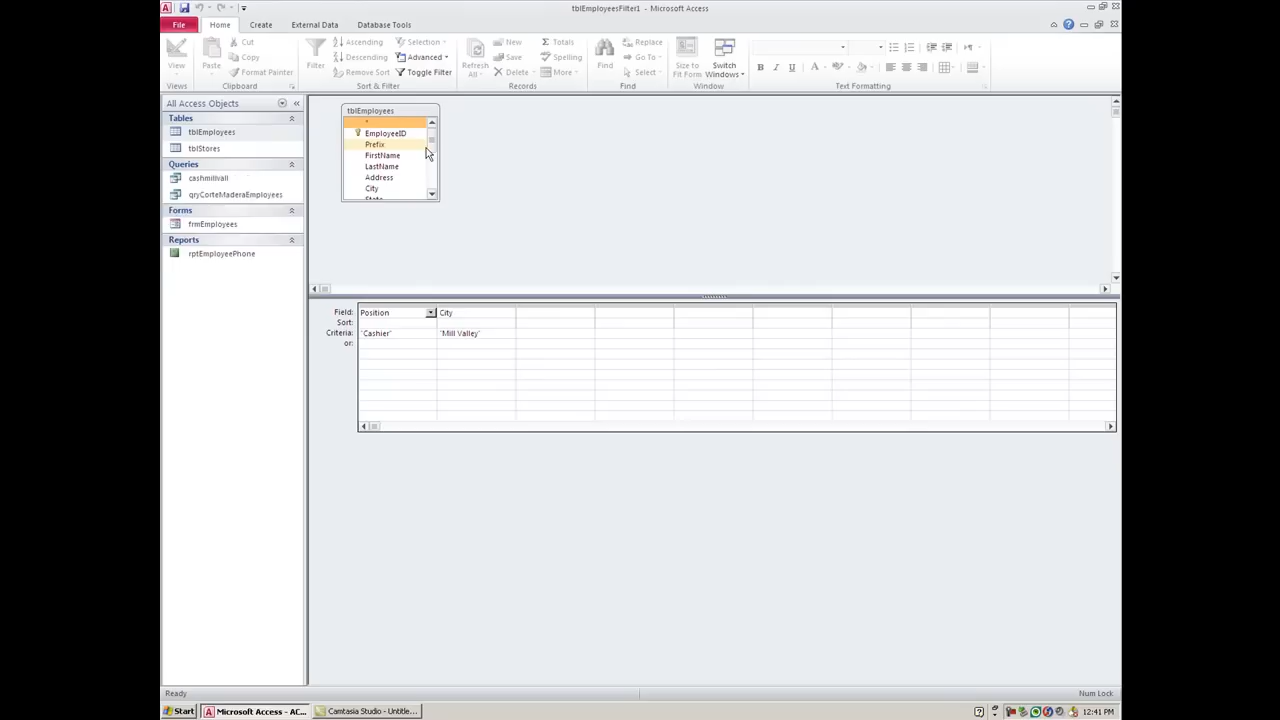 tblEmployeesFilter1 - Microsoft Access
File Home Create External Data Database Tools
View Paste Cut Copy Format Painter Filter Ascending Descending Remove Sort Selection Advanced Toggle Filter Refresh All New Save Delete Totals Spelling More Find Replace Go To Select Size to Fit Form Switch Windows B I U A
Views Clipboard Sort & Filter Records Find Window Text Formatting
All Access Objects
Tables
tblEmployees
tblStores
Queries
cashmillvall
qryCorteMaderaEmployees
Forms
frmEmployees
Reports
rptEmployeePhone
tblEmployees
*
EmployeeID
Prefix
FirstName
LastName
Address
City
State
Field: Position City
Sort:
Criteria: "Cashier" "Mill Valley"
or:
Ready Num Lock
Start Microsoft Access - AC... Camtasia Studio - Untitle... 12:41 PM